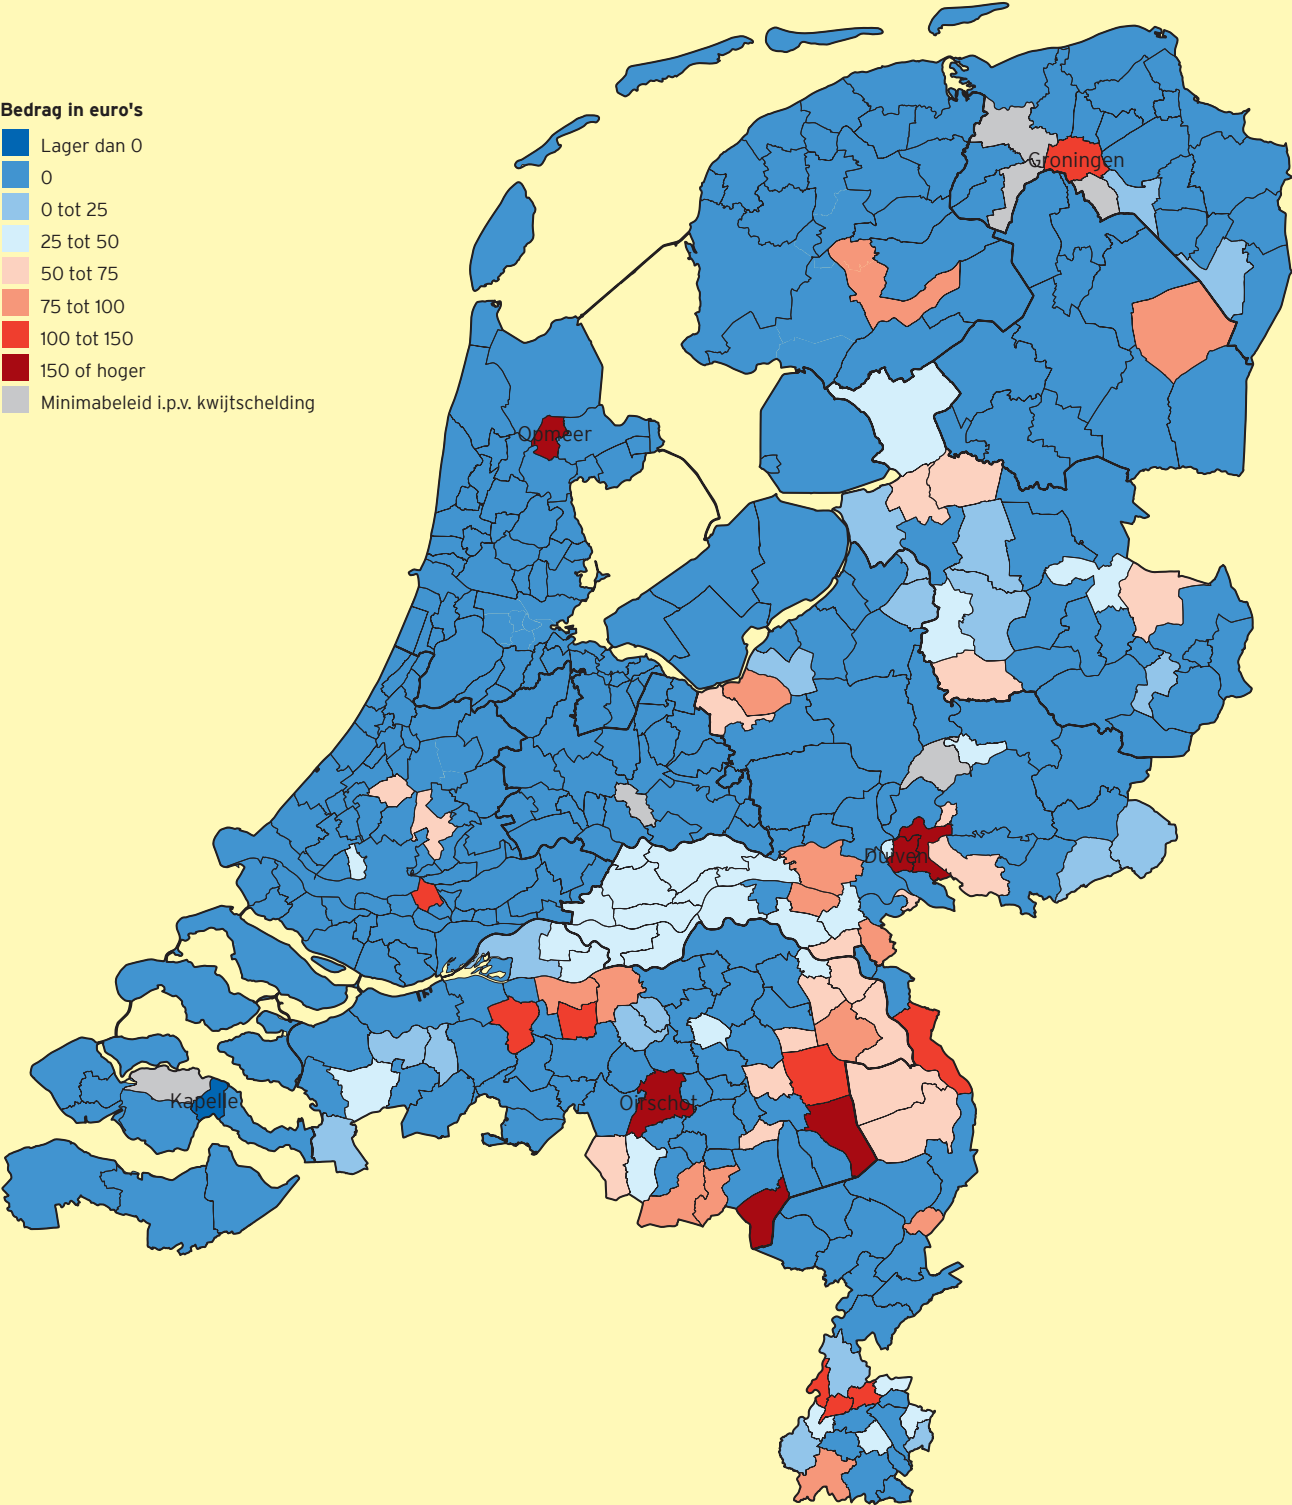 Bedrag in euro's
Lager dan 0
0
0 tot 25
25 tot 50
50 tot 75
75 tot 100
100 tot 150
150 of hoger
Minimabeleid i.p.v. kwijtschelding
Groningen
Opmeer
Duiven
Oirschot
Kapelle